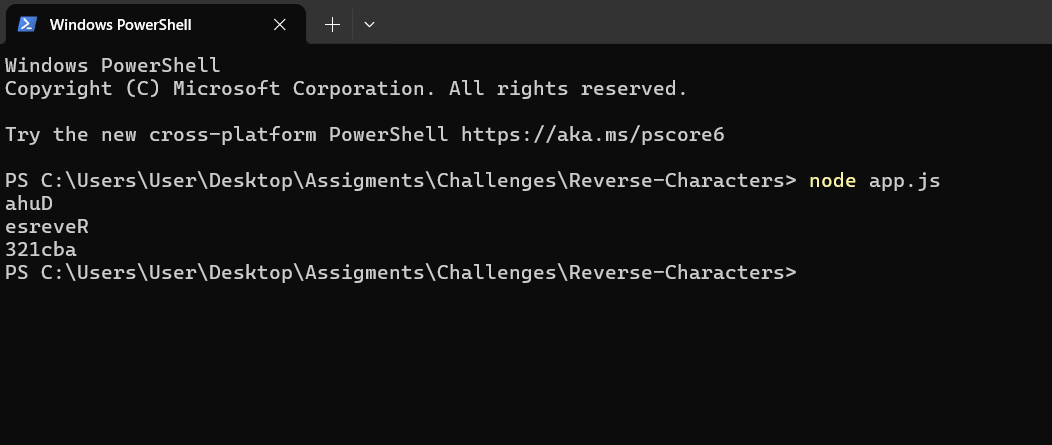 Windows PowerShell
Windows PowerShell
Copyright (C) Microsoft Corporation. All rights reserved.
Try the new cross-platform PowerShell https://aka.ms/pscore6
PS C:\Users\User\Desktop\Assigments\Challenges\Reverse-Characters> node app.js
ahuD
esreveR
321cba
PS C:\Users\User\Desktop\Assigments\Challenges\Reverse-Characters>